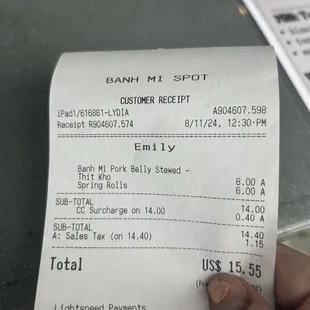 BANH MI SPOT
CUSTOMER RECEIPT
iPad1/616861-LYDIA A904607.598
Receipt R904607.574 8/11/24, 12:30 PM
Emily
Banh Mi Pork Belly Stewed -
Thit Kho 8.00 A
Spring Rolls 6.00 A
SUB-TOTAL 14.00
CC Surcharge on 14.00 0.40 A
SUB-TOTAL 14.40
A: Sales Tax (on 14.40) 1.15
Total US$ 15.55
Lightspeed Payments